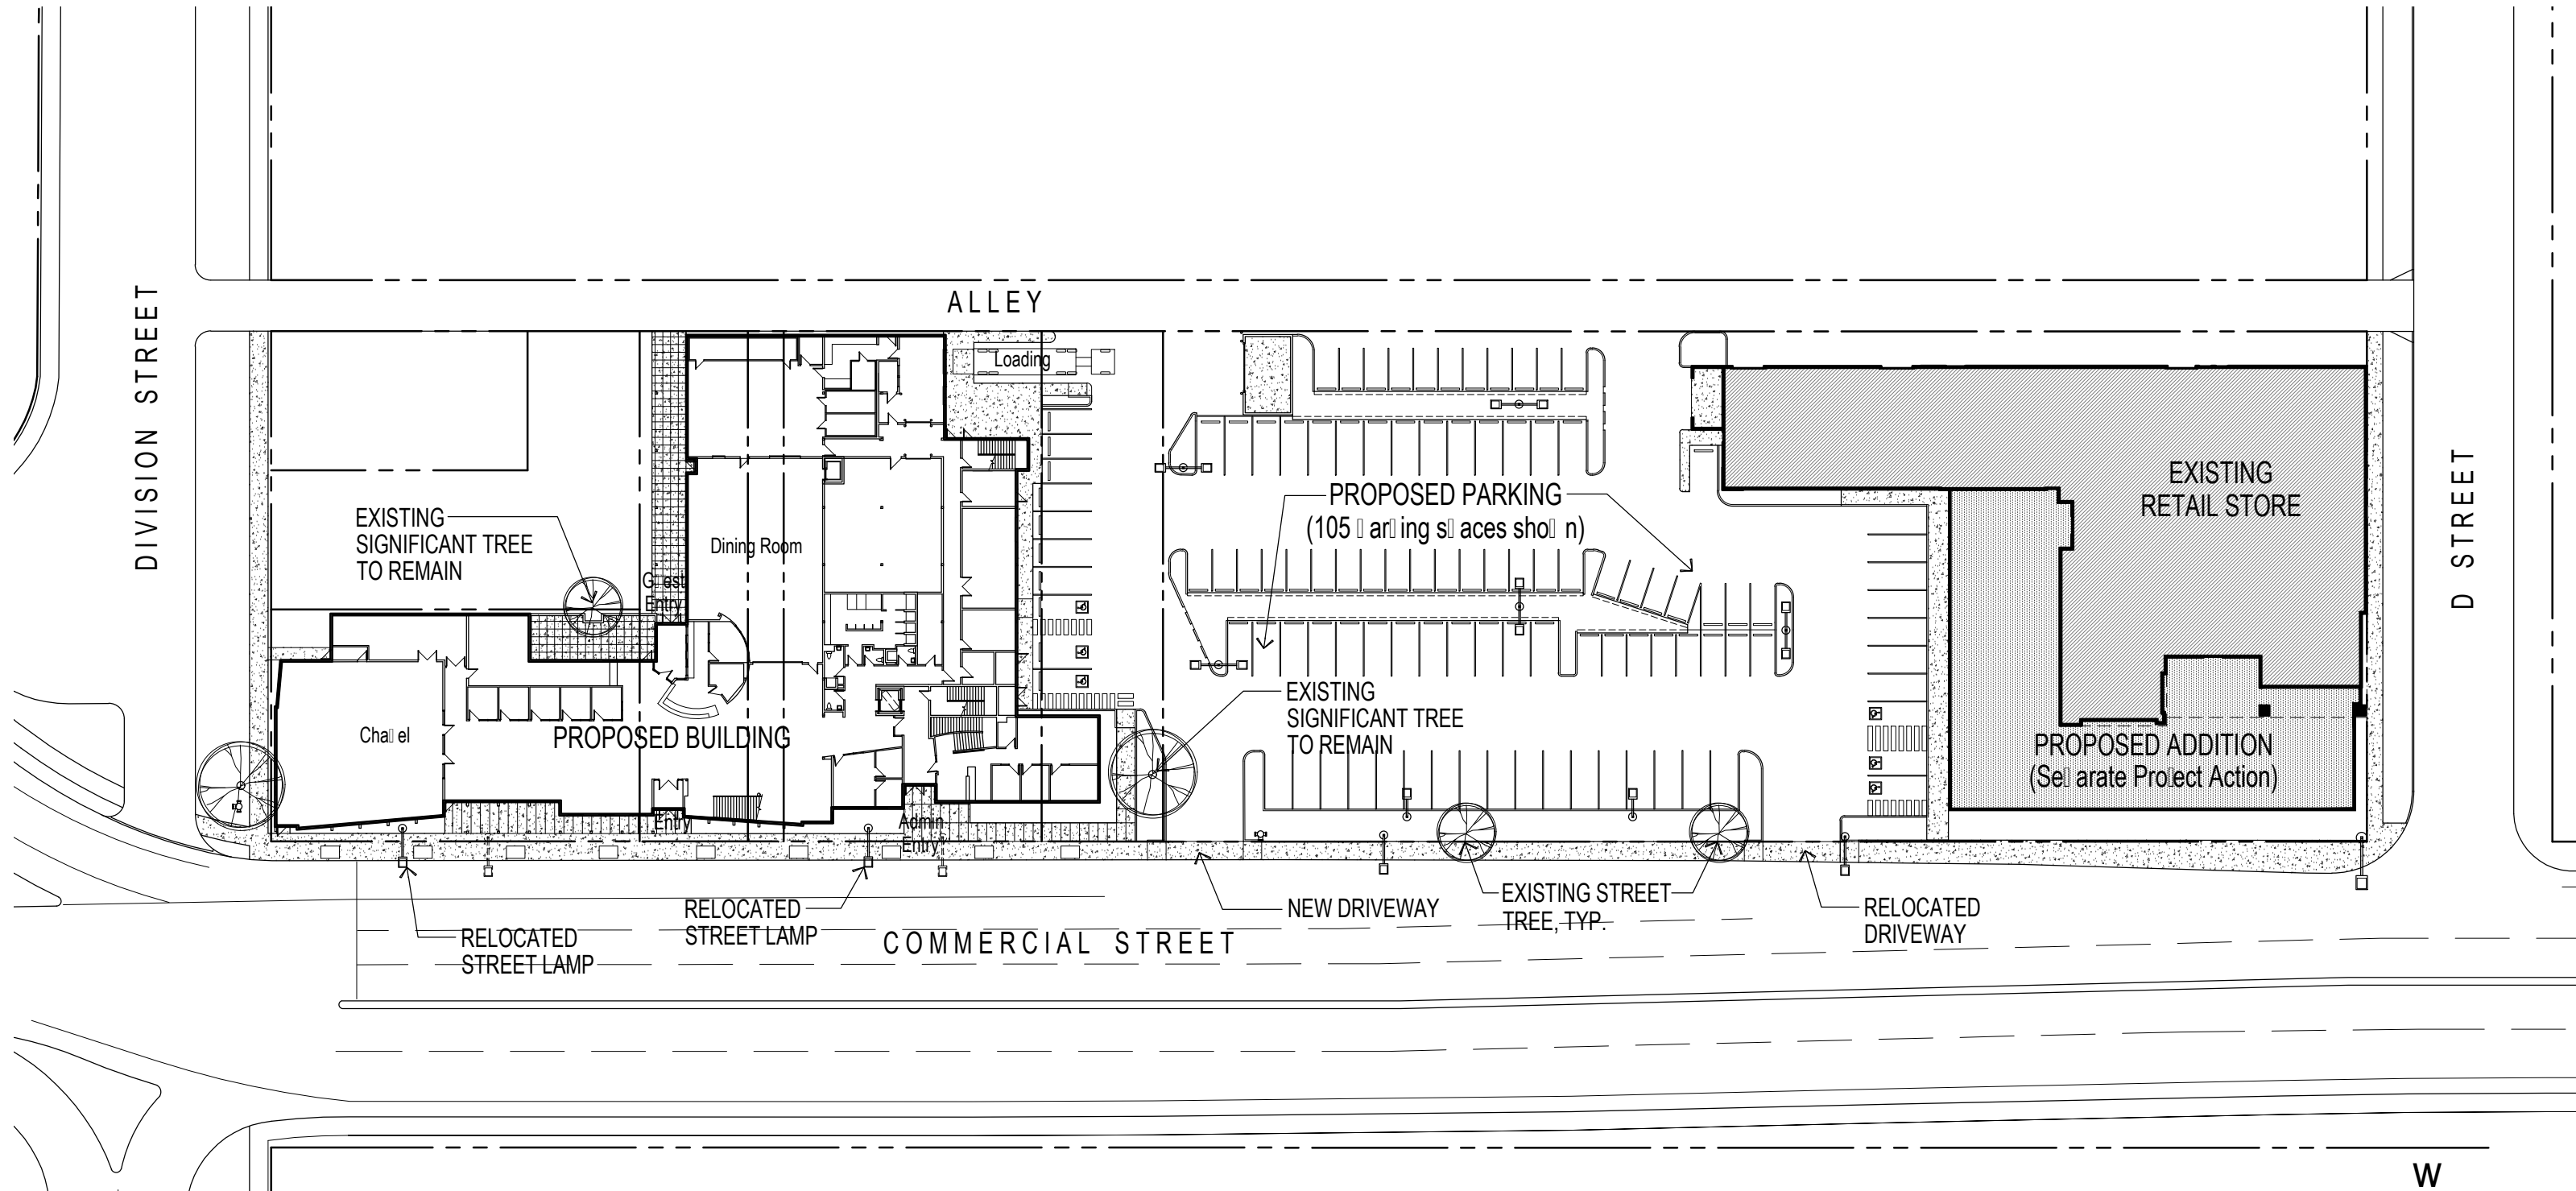 ALLEY
DIVISION STREET
Loading
EXISTING
SIGNIFICANT TREE
TO REMAIN
Dining Room
Entry
PROPOSED PARKING
(105
EXISTING
RETAIL STORE
D STREET
EXISTING
SIGNIFICANT TREE
TO REMAIN
PROPOSED BUILDING
PROPOSED ADDITION
Action)
Entry
Admin
Entry
RELOCATED
STREET LAMP
RELOCATED
STREET LAMP
NEW DRIVEWAY
EXISTING STREET
TREE, TYP.
RELOCATED
DRIVEWAY
COMMERCIAL STREET
W